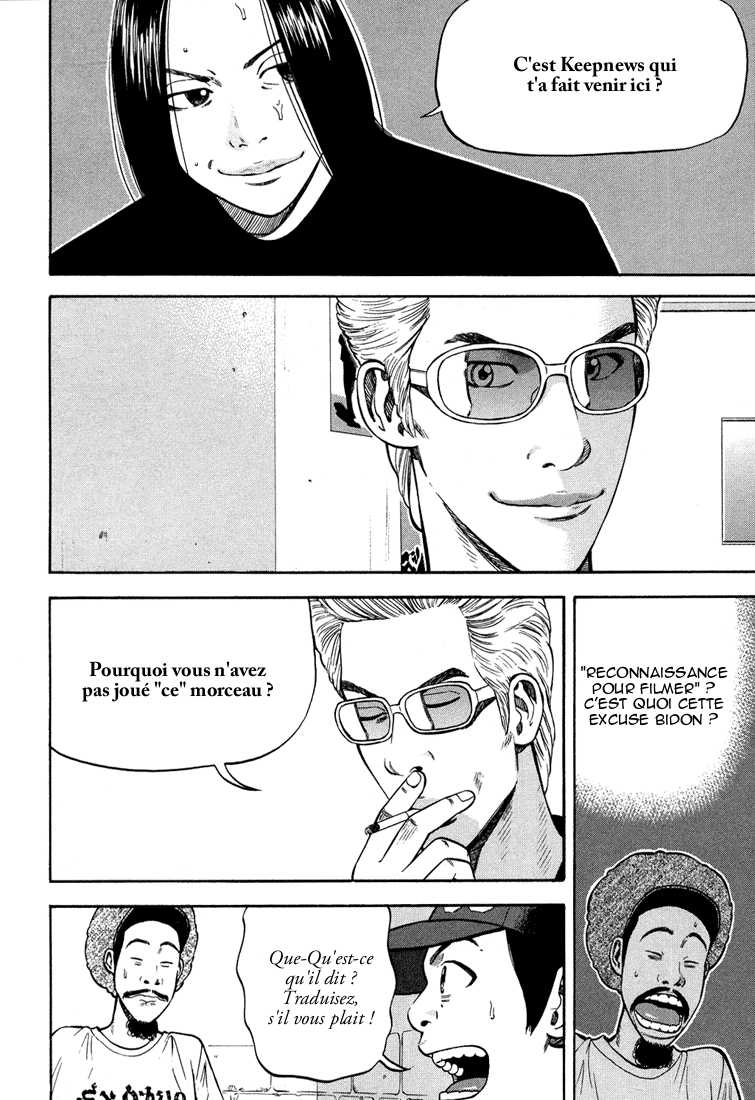 C'est Keepnews qui
t'a fait venir ici ?
"RECONNAISSANCE
POUR FILMER" ?
C'EST QUOI CETTE
EXCUSE BIDON ?
Pourquoi vous n'avez
pas joué "ce" morceau ?
Que-Qu'est-ce
qu'il dit ?
Traduisez,
s'il vous plait !